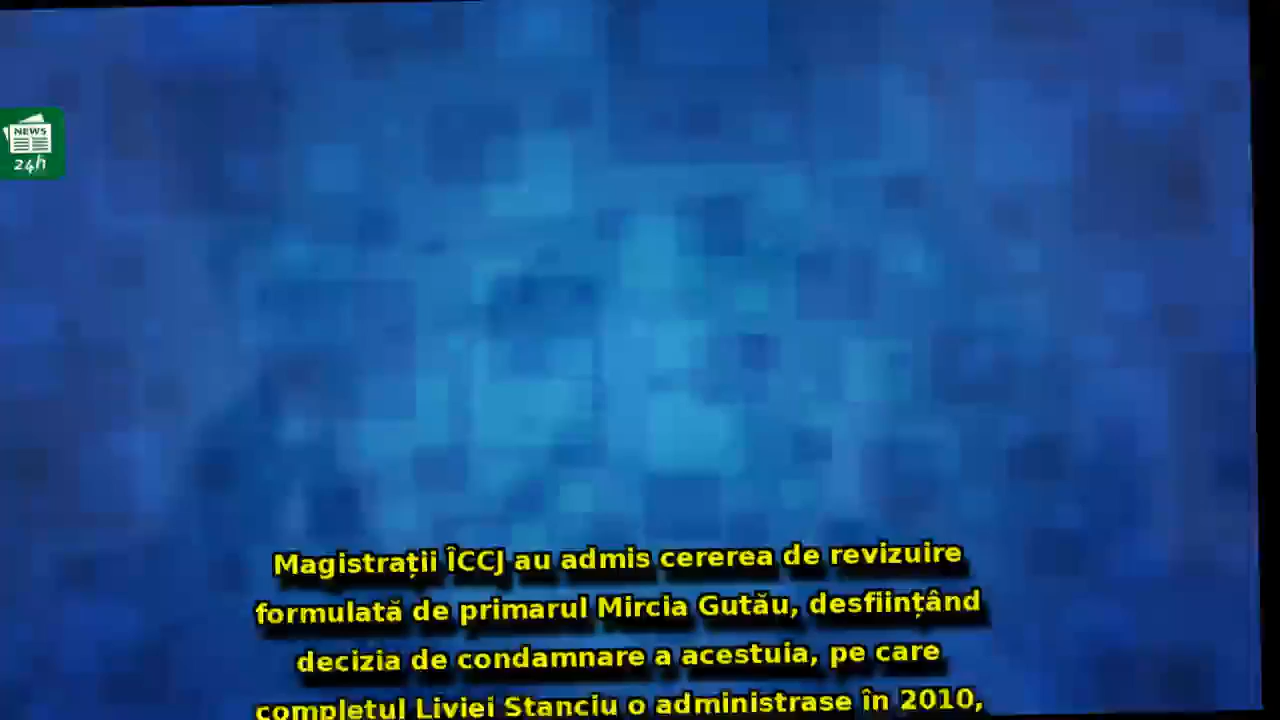 NEWS
24h
Magistrații ÎCCJ au admis cererea de revizuire
formulată de primarul Mircia Gutău, desființând
decizia de condamnare a acestuia, pe care
completul Liviei Stanciu o administrase în 2010,